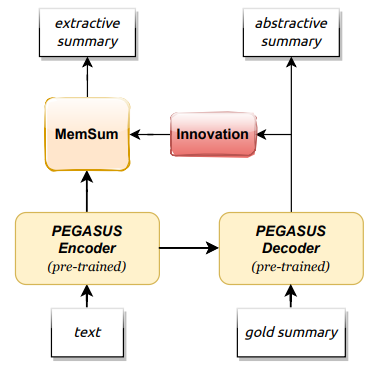 extractive
summary
abstractive
summary
MemSum
Innovation
PEGASUS
Encoder
(pre-trained)
PEGASUS
Decoder
(pre-trained)
text
gold summary